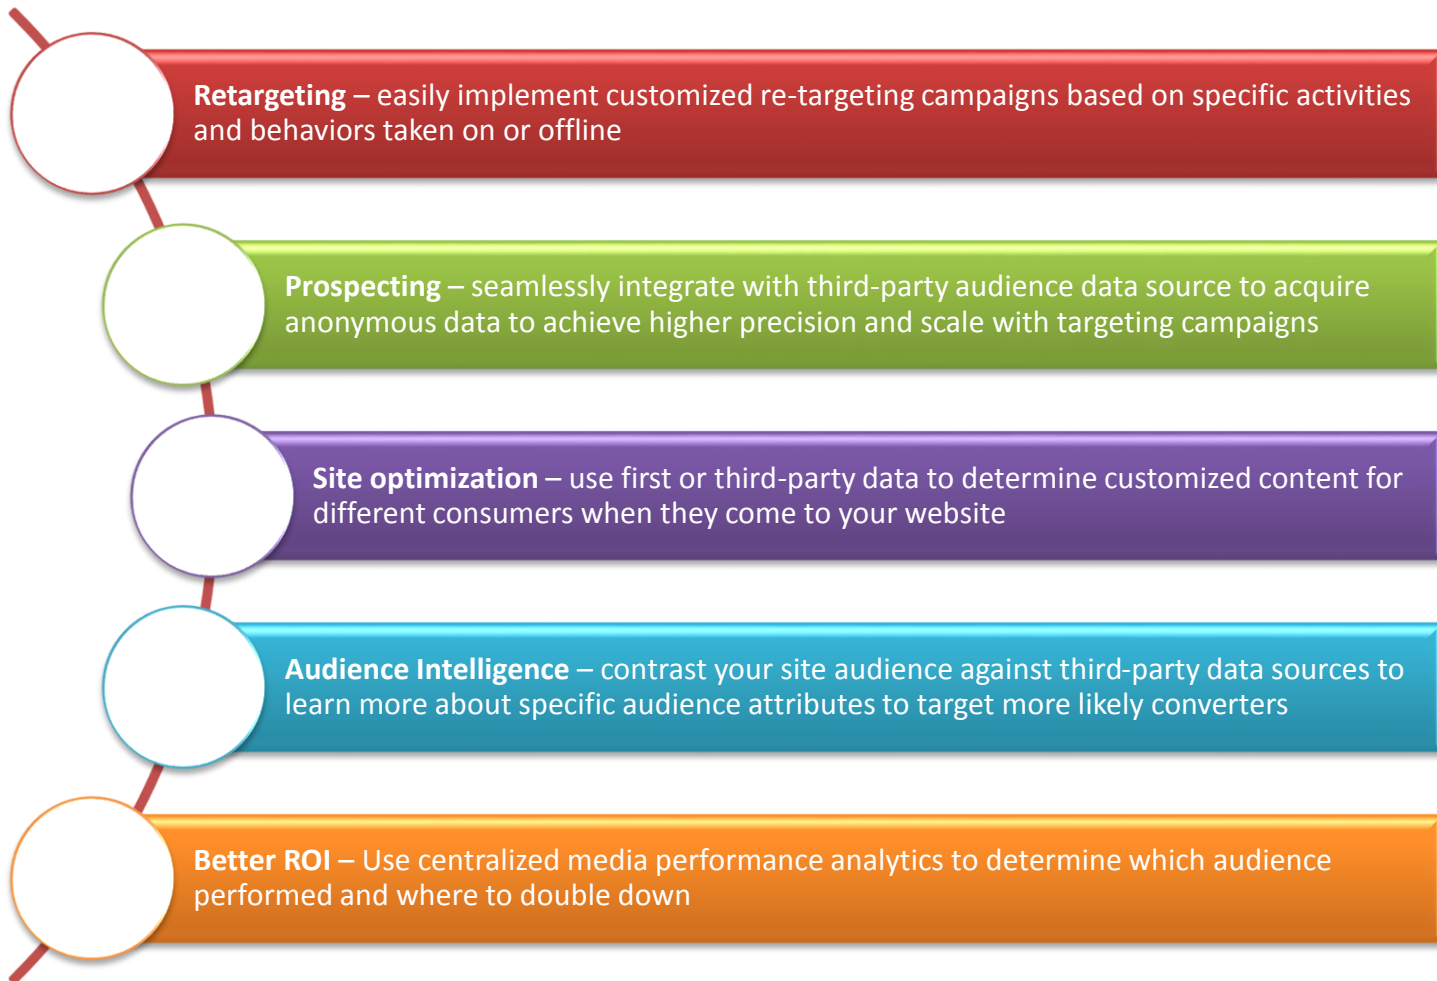 Retargeting – easily implement customized re-targeting campaigns based on specific activities
and behaviors taken on or offline
Prospecting – seamlessly integrate with third-party audience data source to acquire
anonymous data to achieve higher precision and scale with targeting campaigns
Site optimization – use first or third-party data to determine customized content for
different consumers when they come to your website
Audience Intelligence – contrast your site audience against third-party data sources to
learn more about specific audience attributes to target more likely converters
Better ROI – Use centralized media performance analytics to determine which audience
performed and where to double down